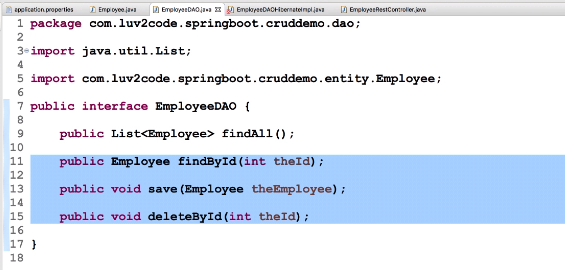 application.properties Employee.java EmployeeDAO.java EmployeeDAOHibernateImpl.java EmployeeRestController.java
1 package com.luv2code.springboot.cruddemo.dao;
2
3 import java.util.List;
4
5 import com.luv2code.springboot.cruddemo.entity.Employee;
6
7 public interface EmployeeDAO {
8
9 public List<Employee> findAll();
10
11 public Employee findById(int theId);
12
13 public void save(Employee theEmployee);
14
15 public void deleteById(int theId);
16
17 }
18